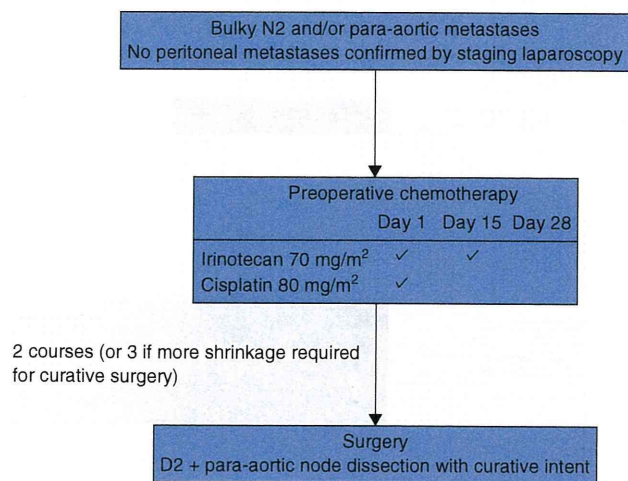 Bulky N2 and/or para-aortic metastases
No peritoneal metastases confirmed by staging laparoscopy
Preoperative chemotherapy
Day 1 Day 15 Day 28
Irinotecan 70 mg/m² ✓ ✓
Cisplatin 80 mg/m² ✓
2 courses (or 3 if more shrinkage required
for curative surgery)
Surgery
D2 + para-aortic node dissection with curative intent